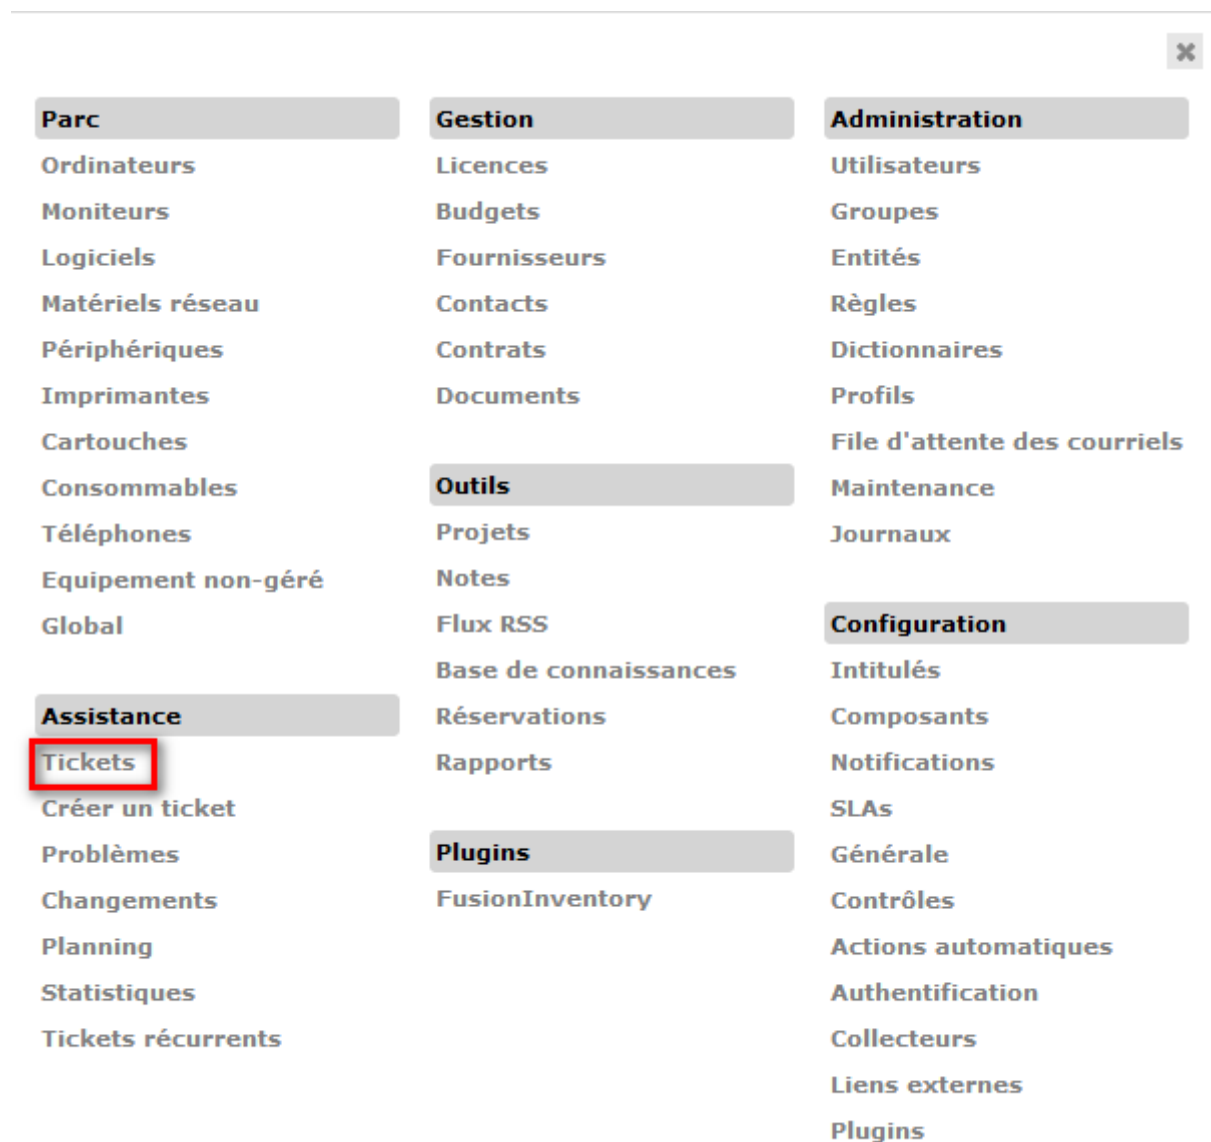 Parc
Ordinateurs
Moniteurs
Logiciels
Matériels réseau
Périphériques
Imprimantes
Cartouches
Consommables
Téléphones
Equipement non-géré
Global
Assistance
Tickets
Créer un ticket
Problèmes
Changements
Planning
Statistiques
Tickets récurrents
Gestion
Licences
Budgets
Fournisseurs
Contacts
Contrats
Documents
Outils
Projets
Notes
Flux RSS
Base de connaissances
Réservations
Rapports
Plugins
FusionInventory
Administration
Utilisateurs
Groupes
Entités
Règles
Dictionnaires
Profils
File d'attente des courriels
Maintenance
Journaux
Configuration
Intitulés
Composants
Notifications
SLAs
Générale
Contrôles
Actions automatiques
Authentification
Collecteurs
Liens externes
Plugins